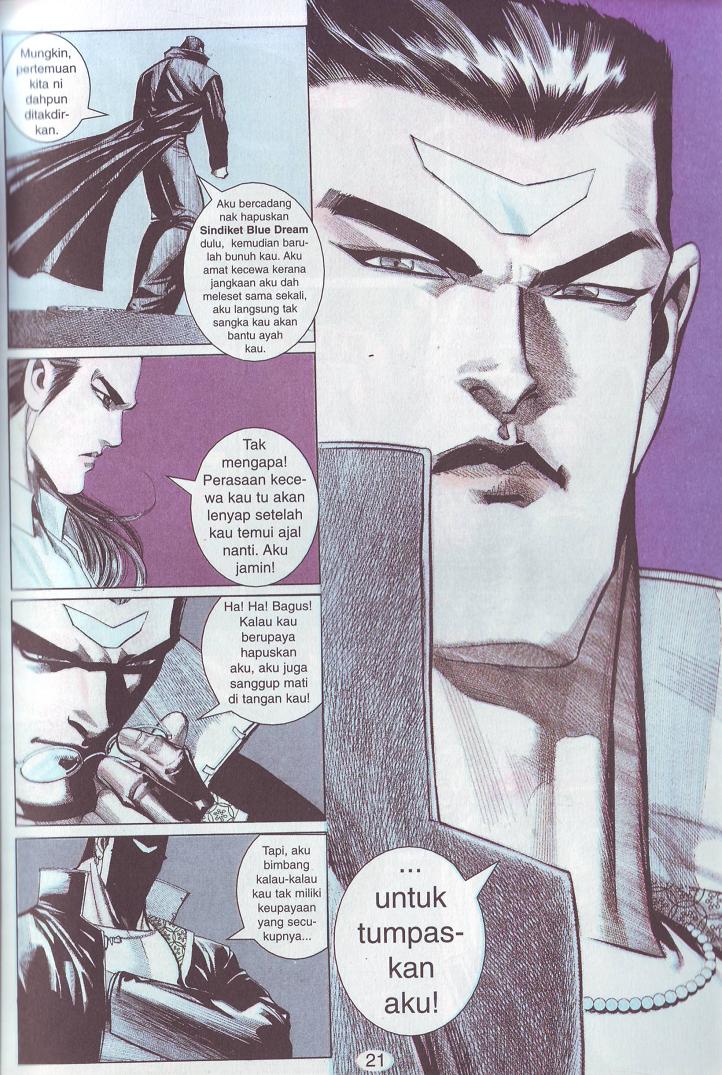 Mungkin,
pertemuan
kita ni
dahpun
ditakdir-
kan.
Aku bercadang
nak hapuskan
Sindiket Blue Dream
dulu, kemudian baru-
lah bunuh kau. Aku
amat kecewa kerana
jangkaan aku dah
meleset sama sekali,
aku langsung tak
sangka kau akan
bantu ayah
kau.
Tak
mengapa!
Perasaan kece-
wa kau tu akan
lenyap setelah
kau temui ajal
nanti. Aku
jamin!
Ha! Ha! Bagus!
Kalau kau
berupaya
hapuskan
aku, aku juga
sanggup mati
di tangan kau!
Tapi, aku
bimbang
kalau-kalau
kau tak miliki
keupayaan
yang secu-
kupnya...
...
untuk
tumpas-
kan
aku!
21